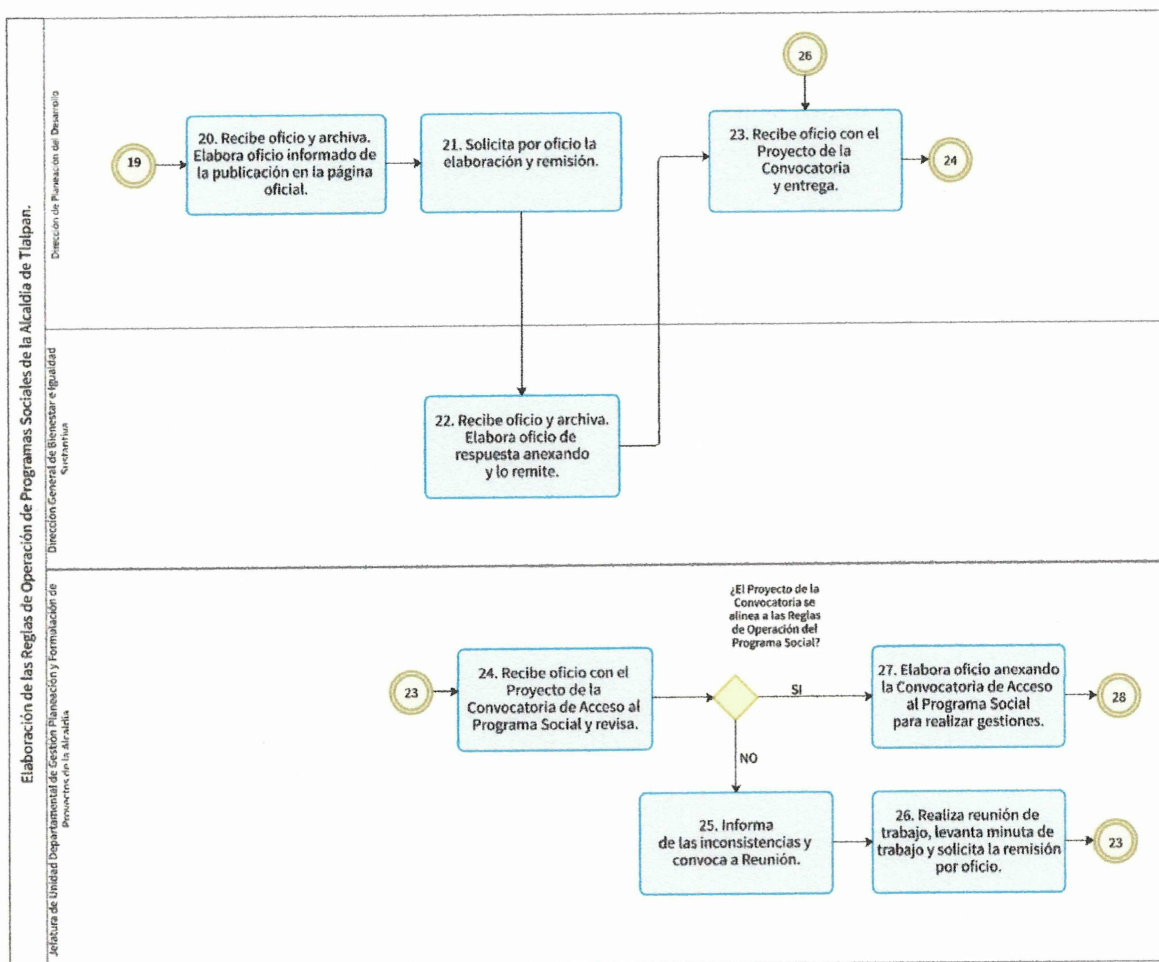 Elaboración de las Reglas de Operación de Programas Sociales de la Alcaldía de Tlalpan.
Dirección de Planeación del Desarrollo
19
20. Recibe oficio y archiva.
Elabora oficio informado de
la publicación en la página
oficial.
21. Solicita por oficio la
elaboración y remisión.
26
23. Recibe oficio con el
Proyecto de la
Convocatoria
y entrega.
24
Dirección General de Bienestar e Igualdad
Sustantiva
22. Recibe oficio y archiva.
Elabora oficio de
respuesta anexando
y lo remite.
Jefatura de Unidad Departamental de Gestión Planeación y Formulación de
Proyectos de la Alcaldía
23
24. Recibe oficio con el
Proyecto de la
Convocatoria de Acceso al
Programa Social y revisa.
¿El Proyecto de la
Convocatoria se
alinea a las Reglas
de Operación del
Programa Social?
SI
27. Elabora oficio anexando
la Convocatoria de Acceso
al Programa Social
para realizar gestiones.
28
NO
25. Informa
de las inconsistencias y
convoca a Reunión.
26. Realiza reunión de
trabajo, levanta minuta de
trabajo y solicita la remisión
por oficio.
23